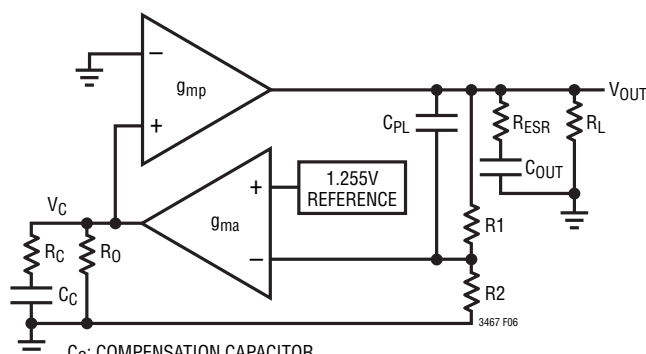 −
gmp
+
VOUT
CPL
RESR
RL
COUT
1.255V
REFERENCE
+
VC
gma
−
R1
RC
RO
CC
R2
3467 F06
CC: COMPENSATION CAPACITOR